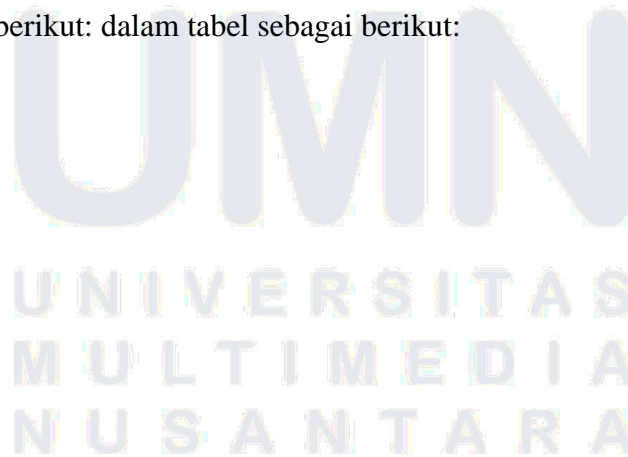 berikut: dalam tabel sebagai berikut:
UMN
UNIVERSITAS
MULTIMEDIA
NUSANTARA